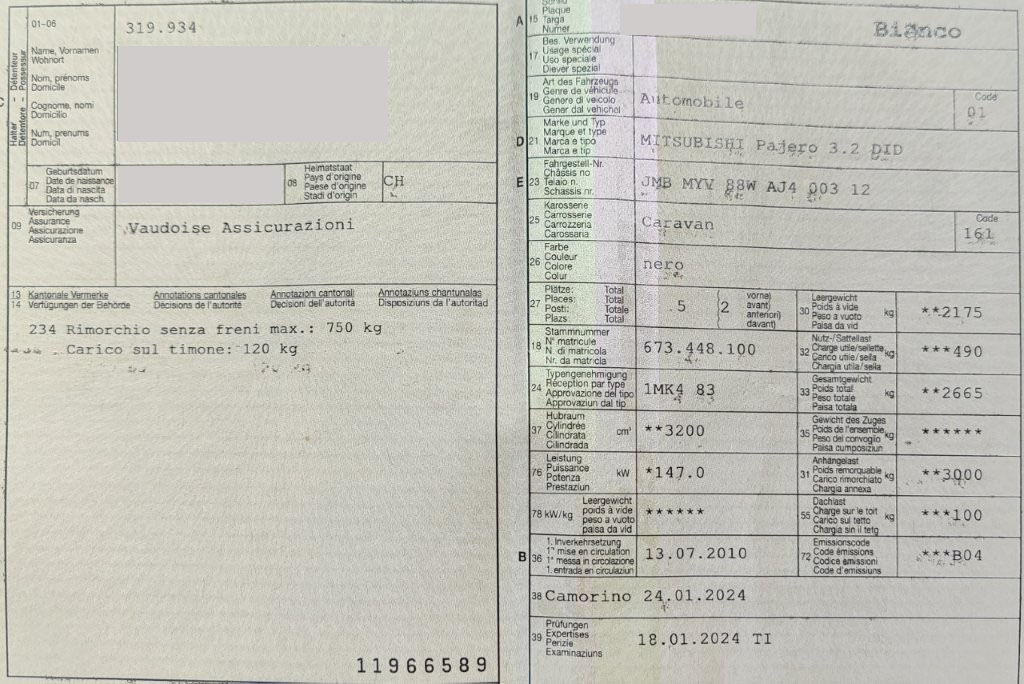 01-06
319.934
Halter - Détenteur
Détentore - Possessur
Name, Vornamen
Wohnort
Nom, prénoms
Domicile
Cognome, nomi
Domicilio
Num, prenums
Domicil
07
Geburtsdatum
Date de naissance
Data di nascita
Data da nasch.
08
Heimatstaat
Pays d'origine
Paese d'origine
Stadi d'origin
CH
09
Versicherung
Assurance
Assicurazione
Assicuranza
Vaudoise Assicurazioni
13 Kantonale Vermerke Annotations cantonales Annotazioni cantonali Annotaziuns chantunalas
14 Verfügungen der Behörde Décisions de l'autorité Decisioni dell'autorità Disposiziuns da l'autoritad
234 Rimorchio senza freni max.: 750 kg
Carico sul timone: 120 kg
11966589
A 15
Plaque
Targa
Numer
Bianco
17
Bes. Verwendung
Usage spécial
Uso speciale
Diever spezial
19
Art des Fahrzeugs
Genre de véhicule
Genere di veicolo
Gener dal vehichel
Automobile
Code
01
D 21
Marke und Typ
Marque et type
Marca e tipo
Marca e tip
MITSUBISHI Pajero 3.2 DID
E 23
Fahrgestell-Nr.
Châssis no
Telaio n.
Schassis nr.
JMB MYV 88W AJ4 003 12
25
Karosserie
Carrosserie
Carrozzeria
Carossaria
Caravan
Code
161
26
Farbe
Couleur
Colore
Colur
nero
27
Plätze: Total
Places: Total
Posti: Totale
Plazs: Total
5
(2
vorne)
avant)
anteriori)
davant)
30
Leergewicht
Poids à vide
Peso a vuoto
Paisa da vid
kg
**2175
18
Stammnummer
N° matricule
N. di matricola
Nr. da matricla
673.448.100
32
Nutz-/Sattellast
Charge utile/sellette
Carico utile/sella
Chargia utila/sella
kg
***490
24
Typengenehmigung
Réception par type
Approvazione del tipo
Approvaziun dal tip
1MK4 83
33
Gesamtgewicht
Poids total
Peso totale
Paisa totala
kg
**2665
37
Hubraum
Cylindrée
Cilindrata
Cilindrada
cm³
**3200
35
Gewicht des Zuges
Poids de l'ensemble
Peso del convoglio
Paisa cumposiziun
kg
******
76
Leistung
Puissance
Potenza
Prestaziun
kW
*147.0
31
Anhängelast
Poids remorquable
Carico rimorchiato
Chargia annexa
kg
**3000
78 kW/kg
Leergewicht
poids à vide
peso a vuoto
paisa da vid
******
55
Dachlast
Charge sur le toit
Carico sul tetto
Chargia sin il tetg
kg
***100
B 36
1. Inverkehrsetzung
1re mise en circulation
1a messa in circolazione
1. entrada en circulaziun
13.07.2010
72
Emissionscode
Code émissions
Codice emissioni
Code d'emissiuns
***B04
38 Camorino 24.01.2024
39
Prüfungen
Expertises
Perizie
Examinaziuns
18.01.2024 TI